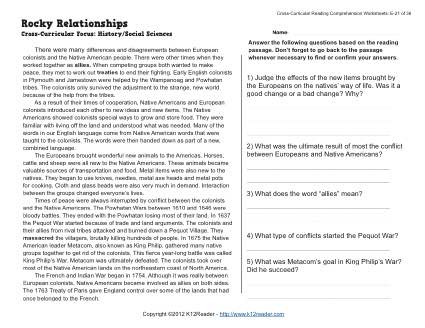 Cross-Curricular Reading Comprehension Worksheets: E-21 of 36
Rocky Relationships
Cross-Curricular Focus: History/Social Sciences
There were many differences and disagreements between European
colonists and the Native American people. There were other times when they
worked together as allies. When competing groups both wanted to make
peace, they met to work out treaties to end their fighting. Early English colonists
in Plymouth and Jamestown were helped by the Wampanoag and Powhatan
tribes. The colonists only survived the adjustment to the strange, new world
because of the help from the tribes.
As a result of their times of cooperation, Native Americans and European
colonists introduced each other to new ideas and new items. The Native
Americans showed colonists special ways to grow and store food. They were
familiar with living off the land and understood what was needed. Many of the
words in our English language come from Native American words that were
taught to the colonists. The words were then handed down as part of a new,
combined language.
The Europeans brought wonderful new animals to the Americas. Horses,
cattle and sheep were all new to the Native Americans. These animals became
valuable sources of transportation and food. Metal items were also new to the
natives. They began to use knives, needles, metal axe heads and metal pots
for cooking. Cloth and glass beads were also very much in demand. Interaction
between the groups changed everyone's lives.
Times of peace were always interrupted by conflict between the colonists
and the Native Americans. The Powhatan Wars between 1610 and 1646 were
bloody battles. They ended with the Powhatan losing most of their land. In 1637
the Pequot War started because of trade and land arguments. The colonists and
their allies from rival tribes attacked and burned down a Pequot Village. They
massacred the villagers, brutally killing hundreds of people. In 1675 the Native
American leader Metacom, also known as King Philip, gathered many native
groups together to get rid of the colonists. This fierce year-long battle was called
King Philip's War. Metacom was ultimately defeated. The colonists took over
most of the Native American lands on the northeastern coast of North America.
The French and Indian War began in 1754. Although it was really between
European colonists, Native Americans became involved as allies on both sides.
The 1763 Treaty of Paris gave England control over some of the lands that had
once belonged to the French.
Name
Answer the following questions based on the reading
passage. Don't forget to go back to the passage
whenever necessary to find or confirm your answers.
1) Judge the effects of the new items brought by
the Europeans on the natives' way of life. Was it a
good change or a bad change? Why?
2) What was the ultimate result of most the conflict
between Europeans and Native Americans?
3) What does the word “allies” mean?
4) What type of conflicts started the Pequot War?
5) What was Metacom's goal in King Philip's War?
Did he succeed?
Copyright ©2012 K12Reader - http://www.k12reader.com